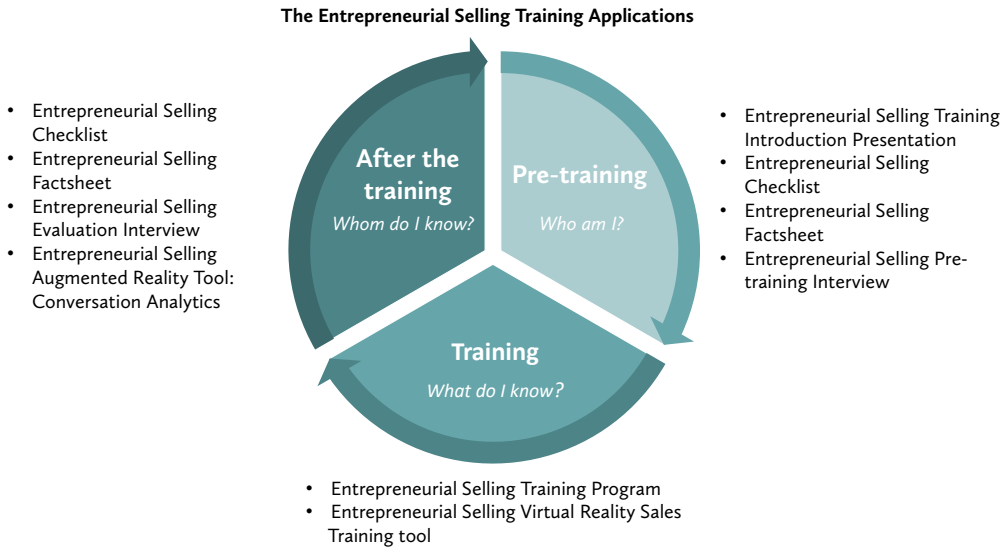 The Entrepreneurial Selling Training Applications
• Entrepreneurial Selling
Checklist
• Entrepreneurial Selling
Factsheet
• Entrepreneurial Selling
Evaluation Interview
• Entrepreneurial Selling
Augmented Reality Tool:
Conversation Analytics
After the
training
Whom do I know?
Pre-training
Who am I?
• Entrepreneurial Selling Training
Introduction Presentation
• Entrepreneurial Selling
Checklist
• Entrepreneurial Selling
Factsheet
• Entrepreneurial Selling Pre-
training Interview
Training
What do I know?
• Entrepreneurial Selling Training Program
• Entrepreneurial Selling Virtual Reality Sales
Training tool